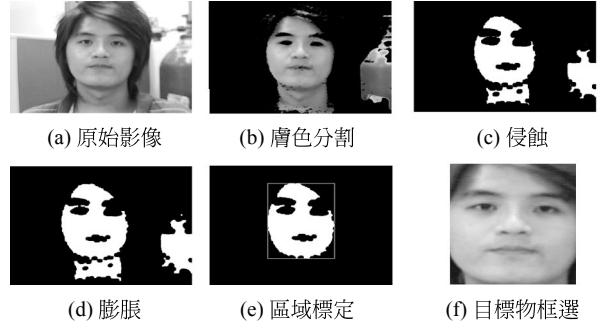 (a) 原始影像
(b) 膚色分割
(c) 侵蝕
(d) 膨脹
(e) 區域標定
(f) 目標物框選